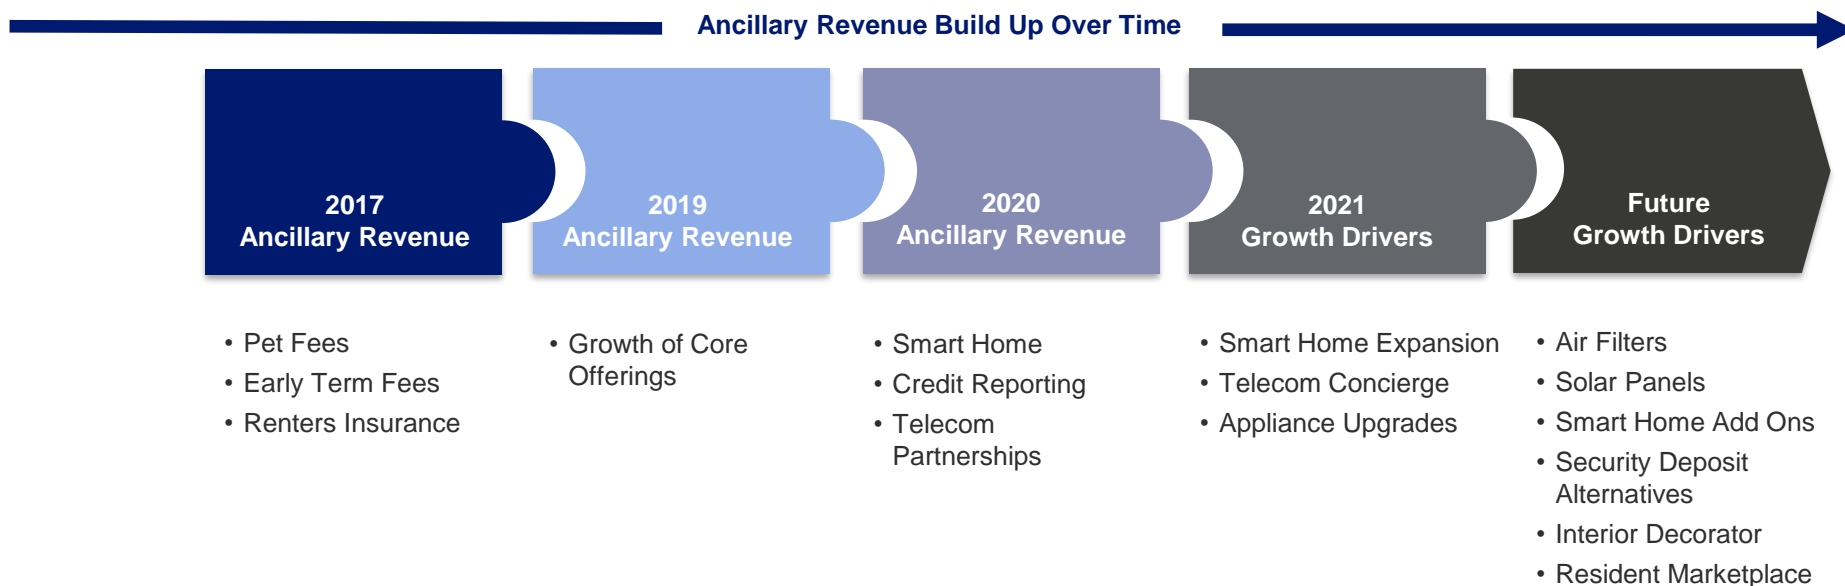 Ancillary Revenue Build Up Over Time
2017
Ancillary Revenue
2019
Ancillary Revenue
2020
Ancillary Revenue
2021
Growth Drivers
Future
Growth Drivers
• Pet Fees
• Early Term Fees
• Renters Insurance
• Growth of Core
Offerings
• Smart Home
• Credit Reporting
• Telecom
Partnerships
• Smart Home Expansion
• Telecom Concierge
• Appliance Upgrades
• Air Filters
• Solar Panels
• Smart Home Add Ons
• Security Deposit
Alternatives
• Interior Decorator
• Resident Marketplace